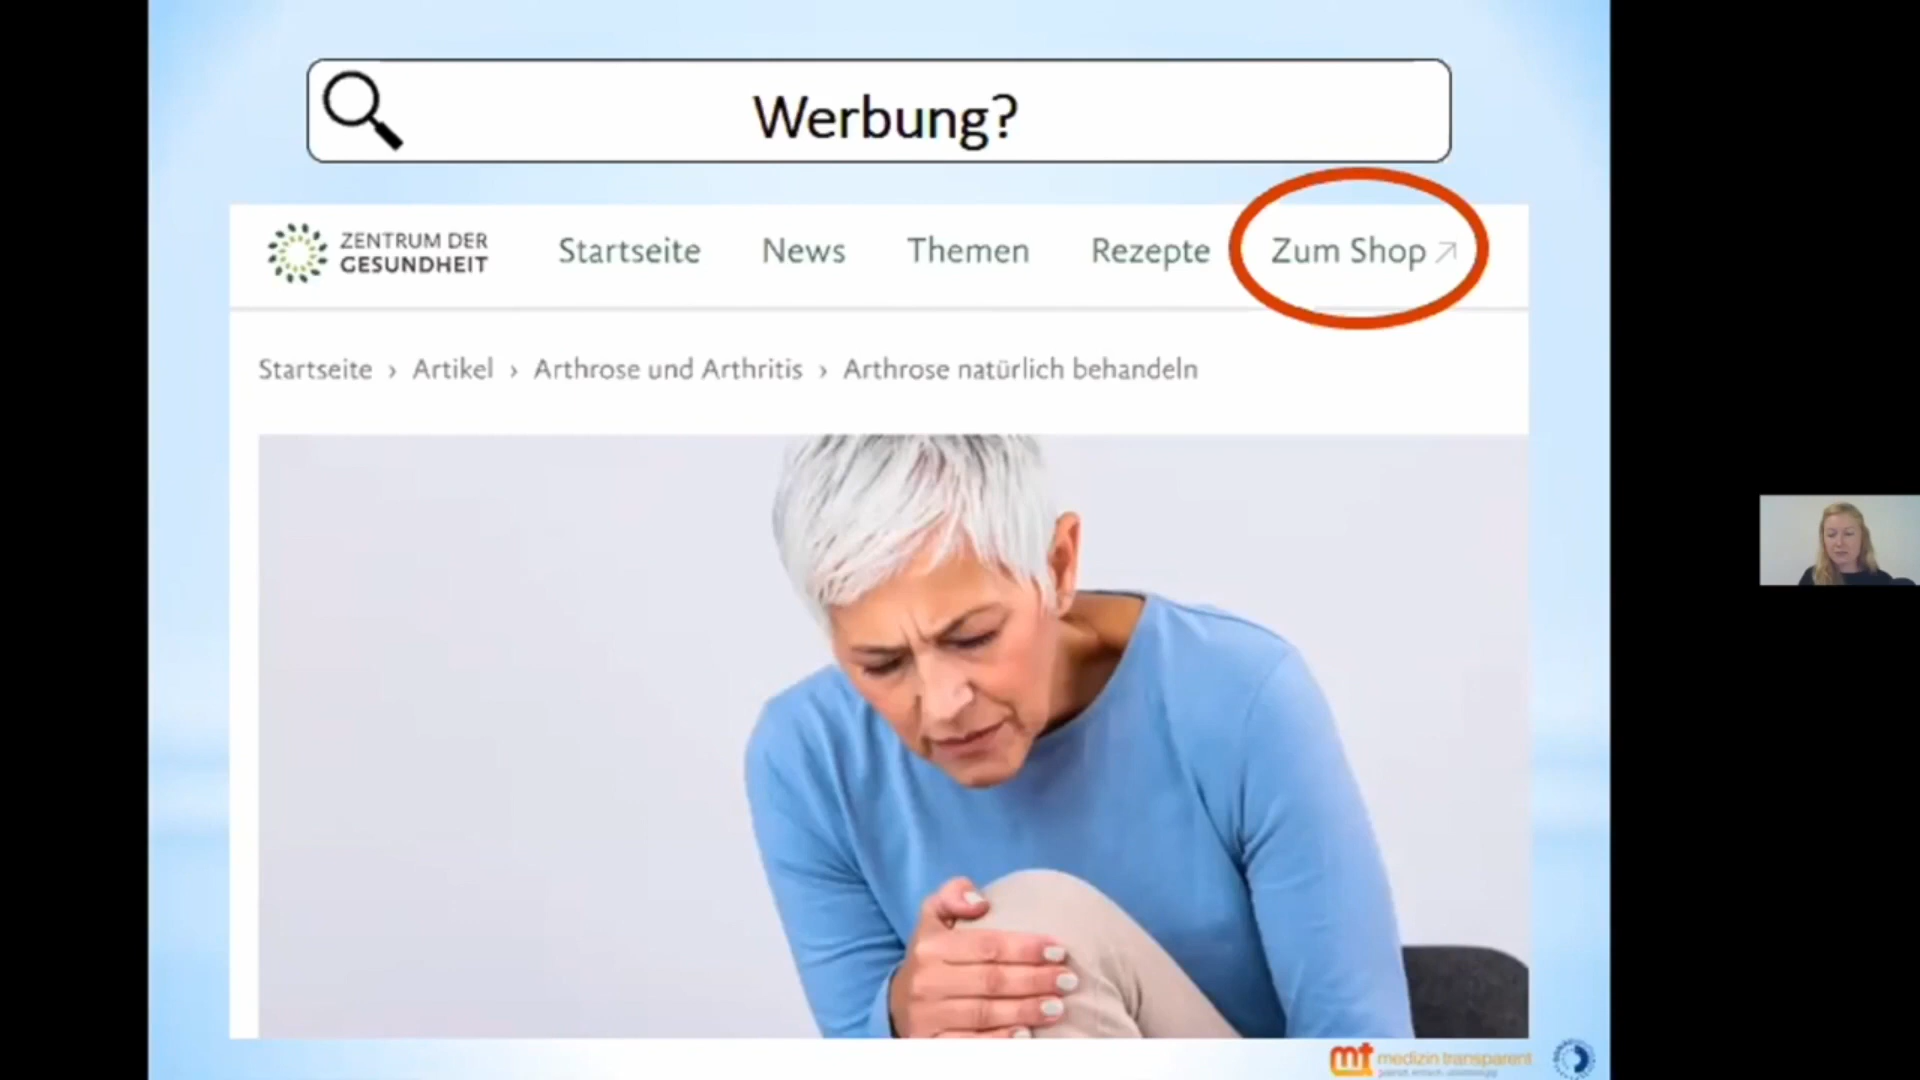 Werbung?
ZENTRUM DER
GESUNDHEIT
Startseite News Themen Rezepte Zum Shop
Startseite › Artikel › Arthrose und Arthritis › Arthrose natürlich behandeln
mt medizin transparent